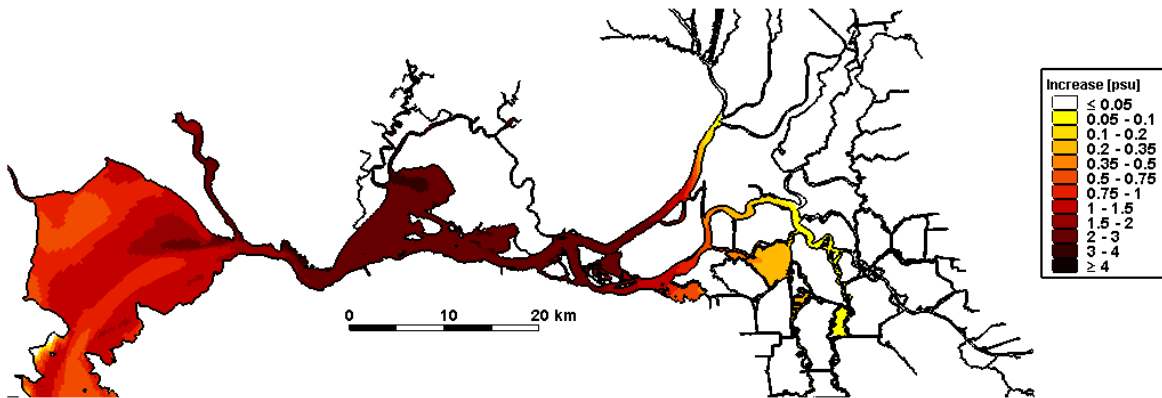 Increase [psu]
≤ 0.05
0.05 - 0.1
0.1 - 0.2
0.2 - 0.35
0.35 - 0.5
0.5 - 0.75
0.75 - 1
1 - 1.5
1.5 - 2
2 - 3
3 - 4
≥ 4
0 10 20 km